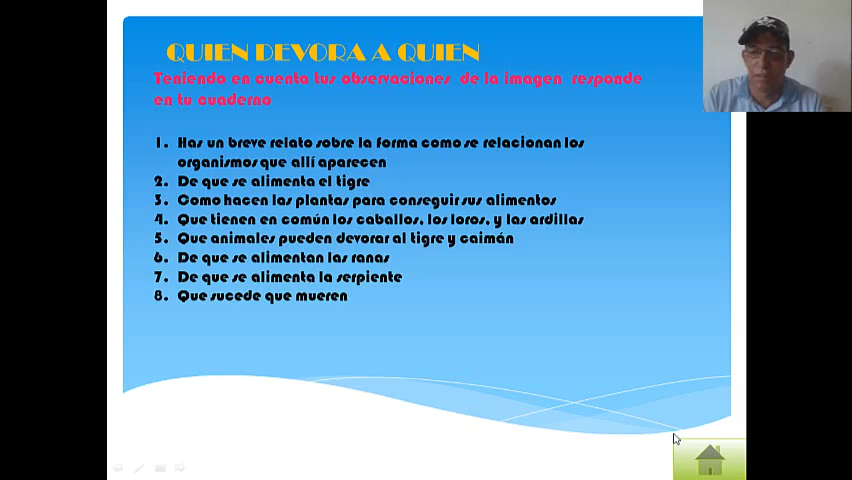 QUIEN DEVORA A QUIEN
Teniendo en cuenta tus observaciones de la imagen responde
en tu cuaderno
1. Has un breve relato sobre la forma como se relacionan los
organismos que allí aparecen
2. De que se alimenta el tigre
3. Como hacen las plantas para conseguir sus alimentos
4. Que tienen en común los caballos, los loros, y las ardillas
5. Que animales pueden devorar al tigre y caimán
6. De que se alimentan las ranas
7. De que se alimenta la serpiente
8. Que sucede que mueren